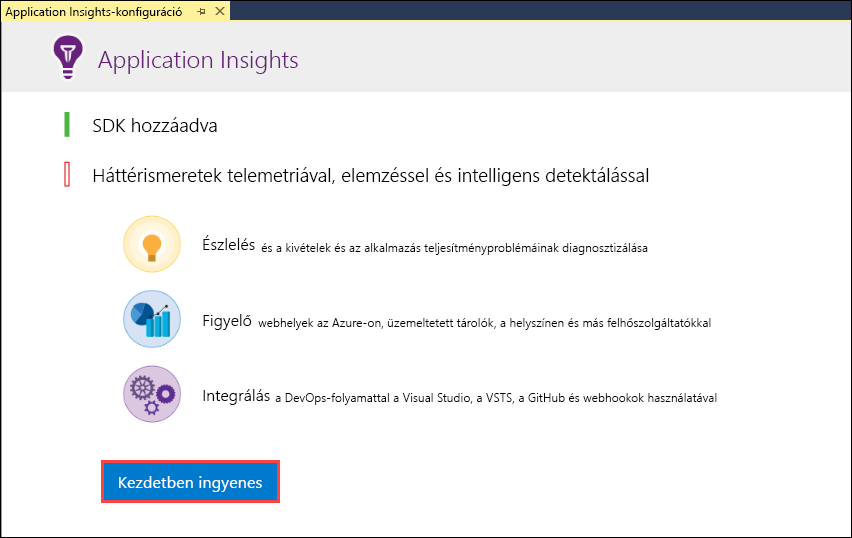 Application Insights-konfiguráció
Application Insights
SDK hozzáadva
Háttérismeretek telemetriával, elemzéssel és intelligens detektálással
Észlelés és a kivételek és az alkalmazás teljesítményproblémáinak diagnosztizálása
Figyelő webhelyek az Azure-on, üzemeltetett tárolók, a helyszínen és más felhőszolgáltatókkal
Integrálás a DevOps-folyamattal a Visual Studio, a VSTS, a GitHub és webhookok használatával
Kezdetben ingyenes